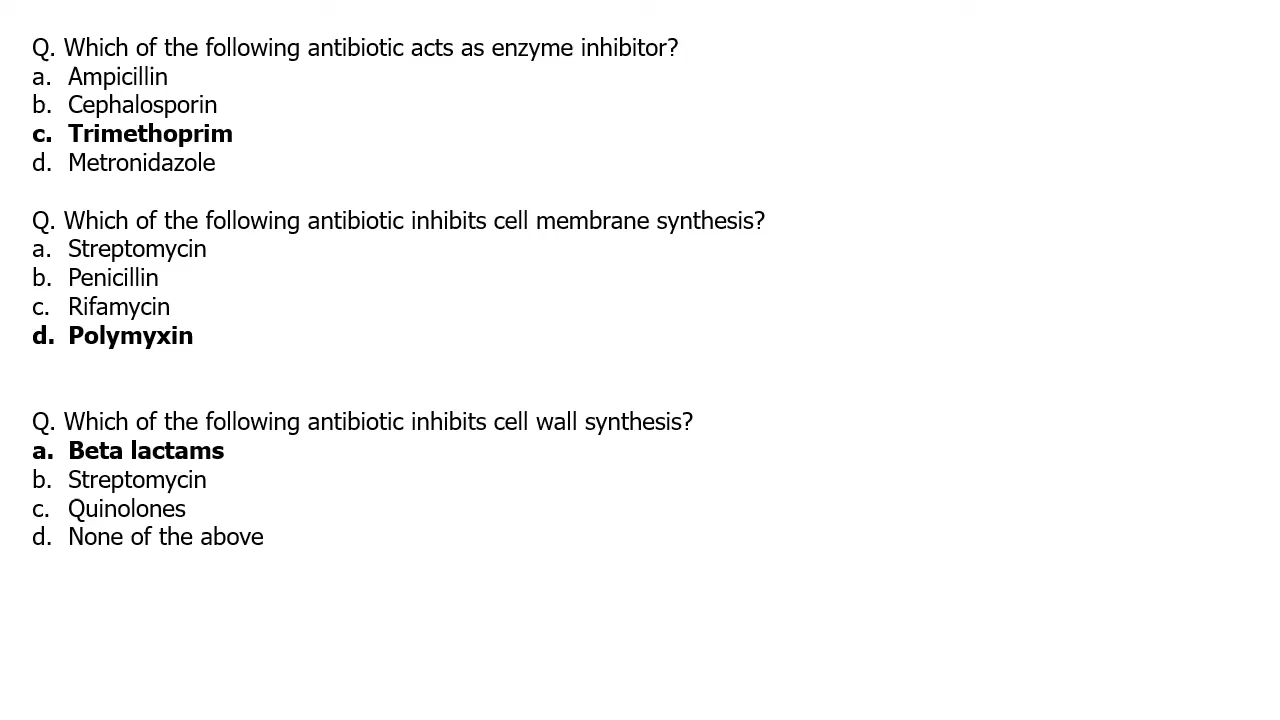 Q. Which of the following antibiotic acts as enzyme inhibitor?
a. Ampicillin
b. Cephalosporin
c. Trimethoprim
d. Metronidazole
Q. Which of the following antibiotic inhibits cell membrane synthesis?
a. Streptomycin
b. Penicillin
c. Rifamycin
d. Polymyxin
Q. Which of the following antibiotic inhibits cell wall synthesis?
a. Beta lactams
b. Streptomycin
c. Quinolones
d. None of the above